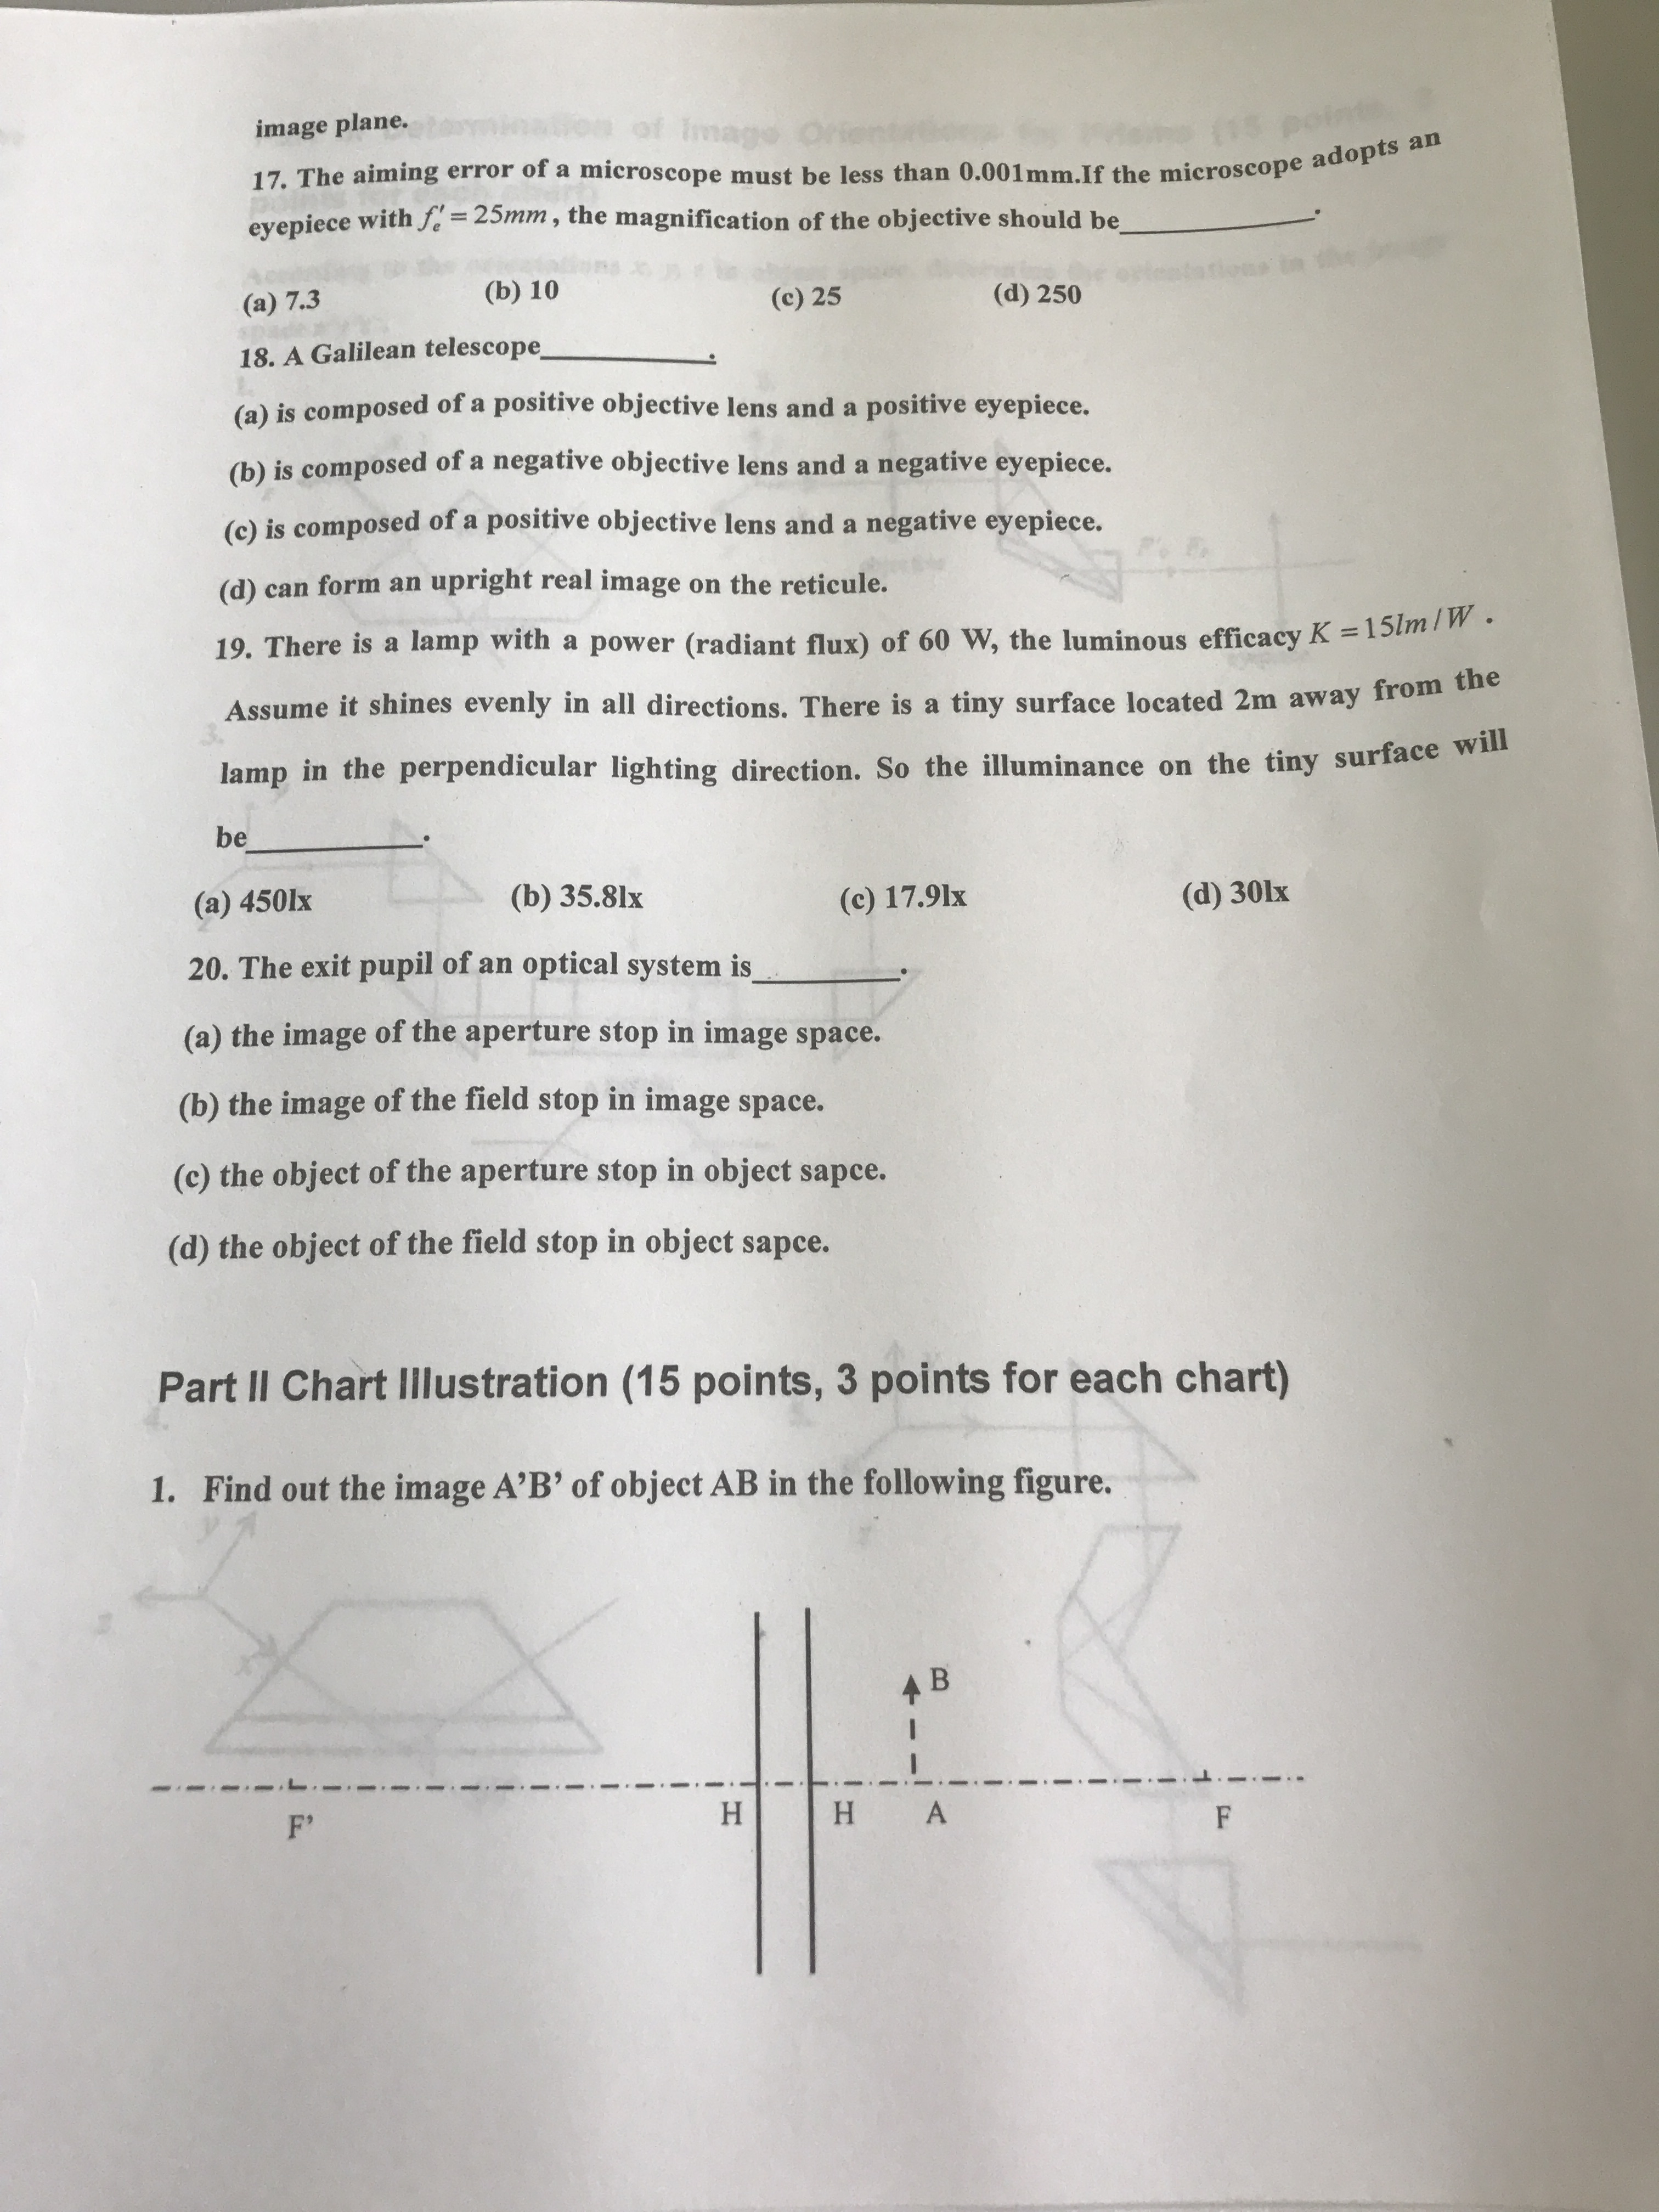 image plane.
17. The aiming error of a microscope must be less than 0.001mm.If the microscope adopts an
eyepiece with fe′ = 25mm, the magnification of the objective should be__________.
(a) 7.3 (b) 10 (c) 25 (d) 250
18. A Galilean telescope__________.
(a) is composed of a positive objective lens and a positive eyepiece.
(b) is composed of a negative objective lens and a negative eyepiece.
(c) is composed of a positive objective lens and a negative eyepiece.
(d) can form an upright real image on the reticule.
19. There is a lamp with a power (radiant flux) of 60 W, the luminous efficacy K = 15lm / W .
Assume it shines evenly in all directions. There is a tiny surface located 2m away from the
lamp in the perpendicular lighting direction. So the illuminance on the tiny surface will
be__________.
(a) 450lx (b) 35.8lx (c) 17.9lx (d) 30lx
20. The exit pupil of an optical system is__________.
(a) the image of the aperture stop in image space.
(b) the image of the field stop in image space.
(c) the object of the aperture stop in object sapce.
(d) the object of the field stop in object sapce.
Part II Chart Illustration (15 points, 3 points for each chart)
1. Find out the image A’B’ of object AB in the following figure.
B
F’ H H A F